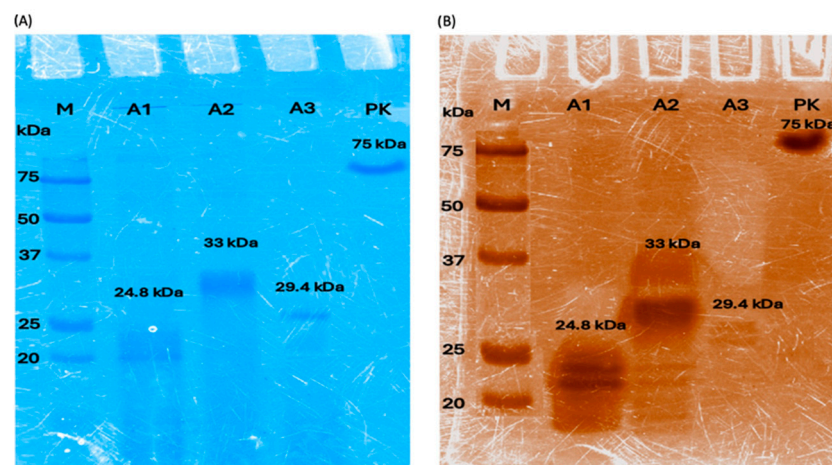 (A)
M A1 A2 A3 PK
kDa
75 kDa
75
50
37
33 kDa
24.8 kDa
29.4 kDa
25
20
(B)
M A1 A2 A3 PK
kDa
75 kDa
75
50
37
33 kDa
29.4 kDa
24.8 kDa
25
20